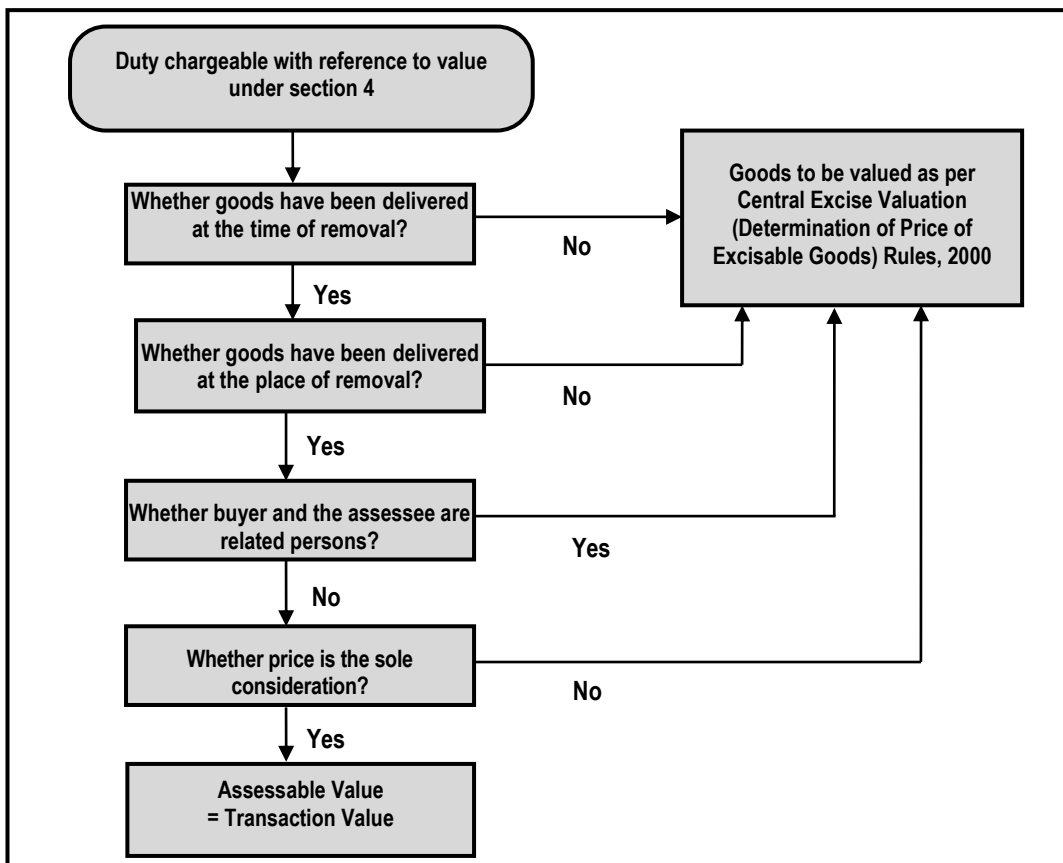 Duty chargeable with reference to value
under section 4
Whether goods have been delivered
at the time of removal?
No
Goods to be valued as per
Central Excise Valuation
(Determination of Price of
Excisable Goods) Rules, 2000
Yes
Whether goods have been delivered
at the place of removal?
No
Yes
Whether buyer and the assessee are
related persons?
Yes
No
Whether price is the sole
consideration?
No
Yes
Assessable Value
= Transaction Value